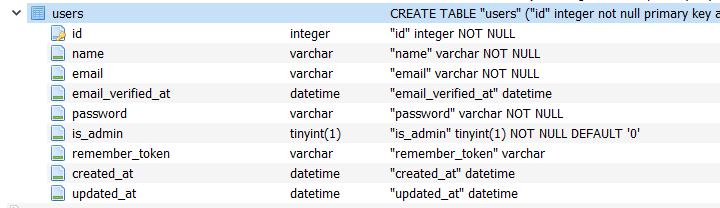 users CREATE TABLE "users" ("id" integer not null primary key a
id integer "id" integer NOT NULL
name varchar "name" varchar NOT NULL
email varchar "email" varchar NOT NULL
email_verified_at datetime "email_verified_at" datetime
password varchar "password" varchar NOT NULL
is_admin tinyint(1) "is_admin" tinyint(1) NOT NULL DEFAULT '0'
remember_token varchar "remember_token" varchar
created_at datetime "created_at" datetime
updated_at datetime "updated_at" datetime